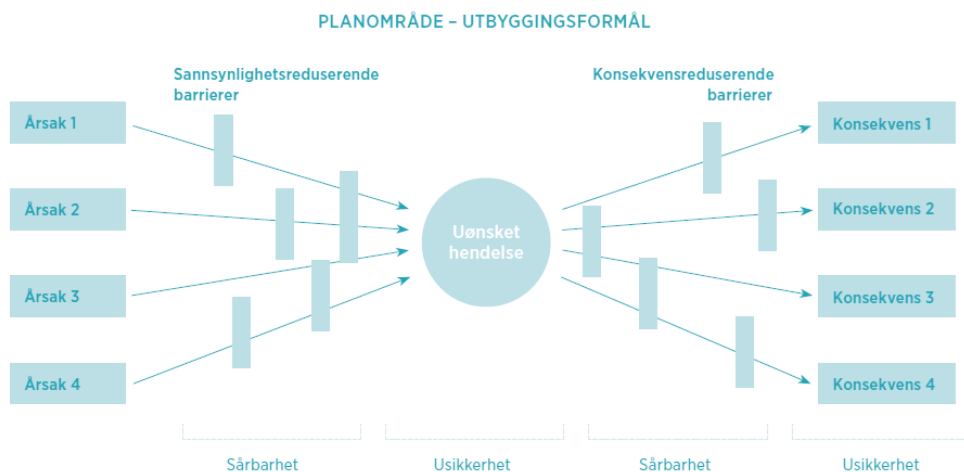 PLANOMRÅDE – UTBYGGINGSFORMÅL
Sannsynlighetsreduserende
barrierer
Konsekvensreduserende
barrierer
Årsak 1
Årsak 2
Årsak 3
Årsak 4
Uønsket
hendelse
Konsekvens 1
Konsekvens 2
Konsekvens 3
Konsekvens 4
Sårbarhet
Usikkerhet
Sårbarhet
Usikkerhet